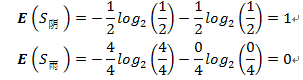 E(S阴) = −1/2 log2(1/2) − 1/2 log2(1/2) = 1↵
E(S雨) = −4/4 log2(4/4) − 0/4 log2(0/4) = 0↵